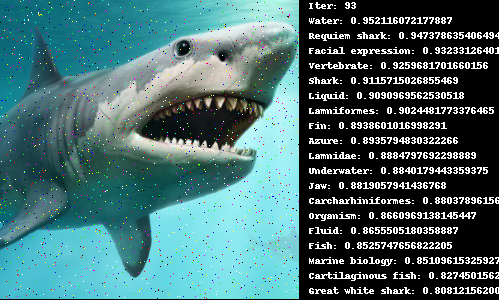 Iter: 93
Water: 0.952116072177887
Requiem shark: 0.947378635406494
Facial expression: 0.93233126401
Vertebrate: 0.9259681701660156
Shark: 0.9115715026855469
Liquid: 0.9090969562530518
Lamniformes: 0.9024481773376465
Fin: 0.8938601016998291
Azure: 0.8935794830322266
Lamnidae: 0.8884797692298889
Underwater: 0.8840179443359375
Jaw: 0.8819057941436768
Carcharhiniformes: 0.88037896156
Organism: 0.8660969138145447
Fluid: 0.8655505180358887
Fish: 0.8525747656822205
Marine biology: 0.85109615325927
Cartilaginous fish: 0.8274501562
Great white shark: 0.80812156200